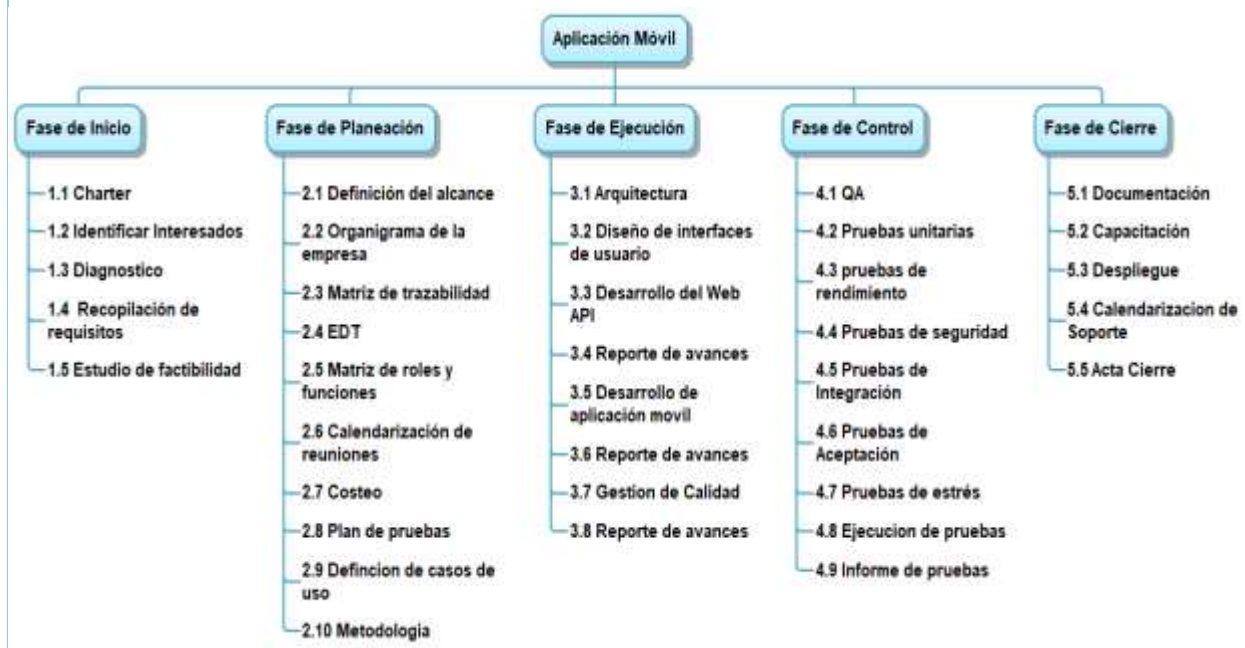 Aplicación Móvil
Fase de Inicio
1.1 Charter
1.2 Identificar Interesados
1.3 Diagnostico
1.4 Recopilación de
requisitos
1.5 Estudio de factibilidad
Fase de Planeación
2.1 Definición del alcance
2.2 Organigrama de la
empresa
2.3 Matriz de trazabilidad
2.4 EDT
2.5 Matriz de roles y
funciones
2.6 Calendarización de
reuniones
2.7 Costeo
2.8 Plan de pruebas
2.9 Defincion de casos de
uso
2.10 Metodologia
Fase de Ejecución
3.1 Arquitectura
3.2 Diseño de interfaces
de usuario
3.3 Desarrollo del Web
API
3.4 Reporte de avances
3.5 Desarrollo de
aplicación movil
3.6 Reporte de avances
3.7 Gestion de Calidad
3.8 Reporte de avances
Fase de Control
4.1 QA
4.2 Pruebas unitarias
4.3 pruebas de
rendimiento
4.4 Pruebas de seguridad
4.5 Pruebas de
Integración
4.6 Pruebas de
Aceptación
4.7 Pruebas de estrés
4.8 Ejecucion de pruebas
4.9 Informe de pruebas
Fase de Cierre
5.1 Documentación
5.2 Capacitación
5.3 Despliegue
5.4 Calendarizacion de
Soporte
5.5 Acta Cierre